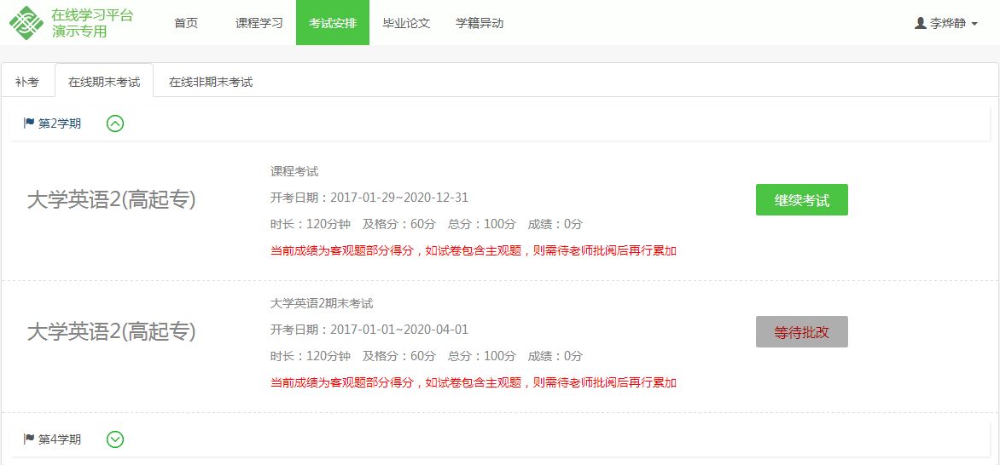 在线学习平台
演示专用
首页 课程学习 考试安排 毕业论文 学籍异动 李烨静
补考 在线期末考试 在线非期末考试
第2学期
大学英语2(高起专)
课程考试
开考日期：2017-01-29~2020-12-31
时长：120分钟 及格分：60分 总分：100分 成绩：0分
当前成绩为客观题部分得分，如试卷包含主观题，则需待老师批阅后再行累加
继续考试
大学英语2(高起专)
大学英语2期末考试
开考日期：2017-01-01~2020-04-01
时长：120分钟 及格分：60分 总分：100分 成绩：0分
当前成绩为客观题部分得分，如试卷包含主观题，则需待老师批阅后再行累加
等待批改
第4学期